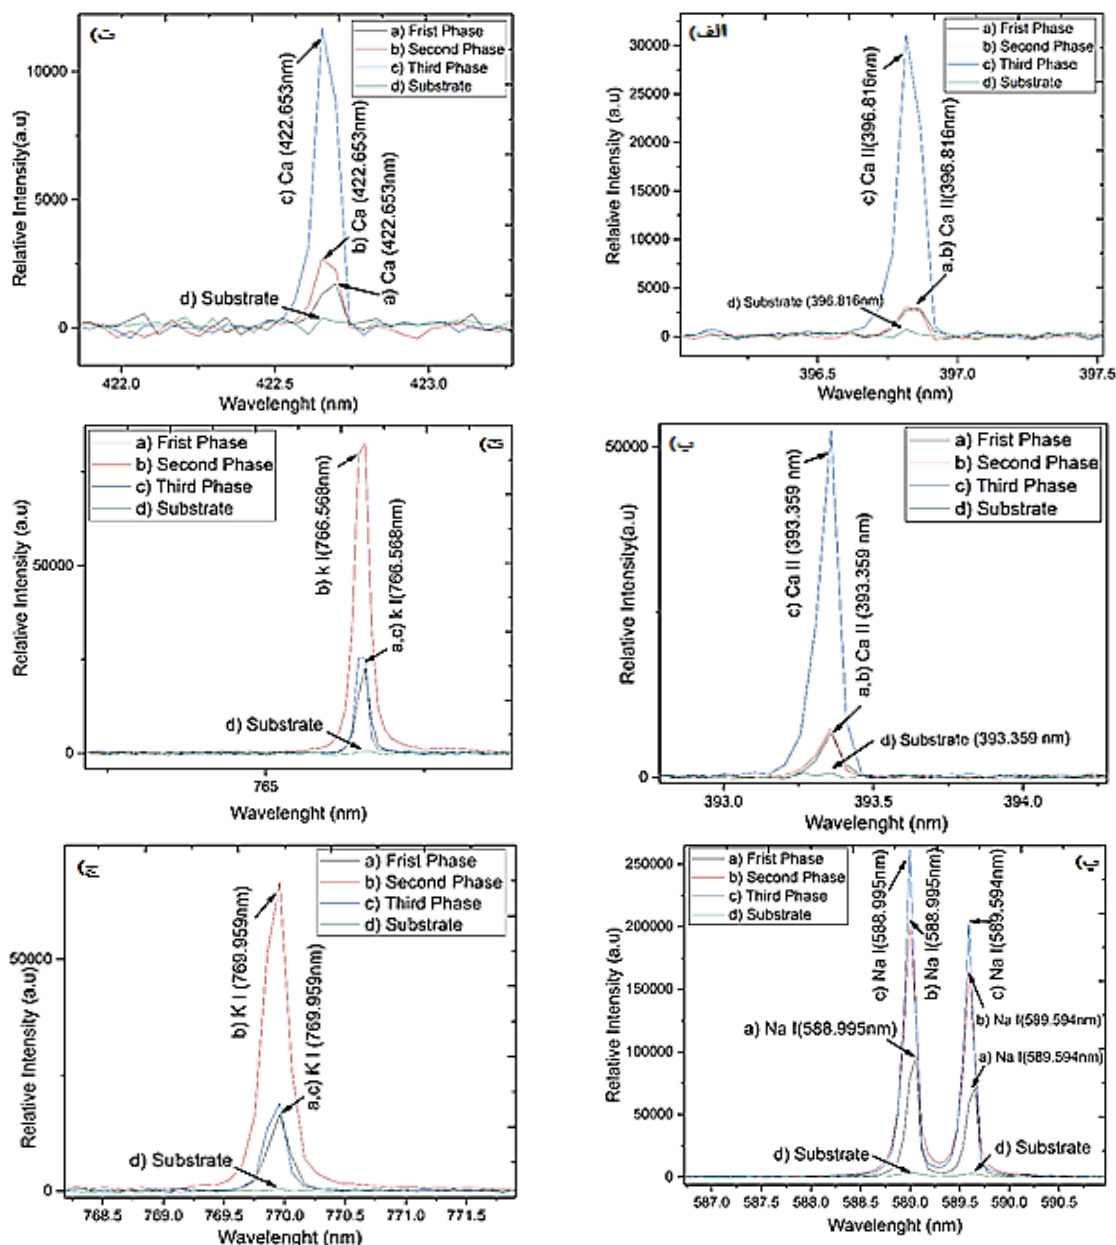 ت)
a) Frist Phase
b) Second Phase
c) Third Phase
d) Substrate
c) Ca (422.653nm)
b) Ca (422.653nm)
a) Ca (422.653nm)
d) Substrate
Relative Intensity(a.u)
10000
5000
0
422.0 422.5 423.0
Wavelenght (nm)
الف)
a) Frist Phase
b) Second Phase
c) Third Phase
d) Substrate
c) Ca II(396.816nm)
a,b) Ca II(396.816nm)
d) Substrate (396.816nm)
Relative Intensity (a.u)
30000
25000
20000
15000
10000
5000
0
396.5 397.0 397.5
Wavelenght (nm)
a) Frist Phase
b) Second Phase
c) Third Phase
d) Substrate
b) k I(766.568nm)
a,c) k I(766.568nm)
d) Substrate
Relative Intensity (a.u)
50000
0
765
Wavelenght (nm)
a) Frist Phase
b) Second Phase
c) Third Phase
d) Substrate
c) Ca II (393.359 nm)
a,b) Ca II (393.359 nm)
d) Substrate (393.359 nm)
Relative Intensity(a.u)
50000
0
393.0 393.5 394.0
Wavelenght (nm)
a) Frist Phase
b) Second Phase
c) Third Phase
d) Substrate
b) K I (769.959nm)
a,c) K I (769.959nm)
d) Substrate
Relative Intensity (a.u)
50000
0
768.5 769.0 769.5 770.0 770.5 771.0 771.5
Wavelenght (nm)
a) Frist Phase
b) Second Phase
c) Third Phase
d) Substrate
c) Na I(588.995nm)
b) Na I(588.995nm)
c) Na I(589.594nm)
a) Na I(588.995nm)
b) Na I(599.594nm)
a) Na I(589.594nm)
d) Substrate
d) Substrate
Relative Intensity (a.u)
250000
200000
150000
100000
50000
0
587.0 587.5 588.0 588.5 589.0 589.5 590.0 590.5
Wavelenght (nm)